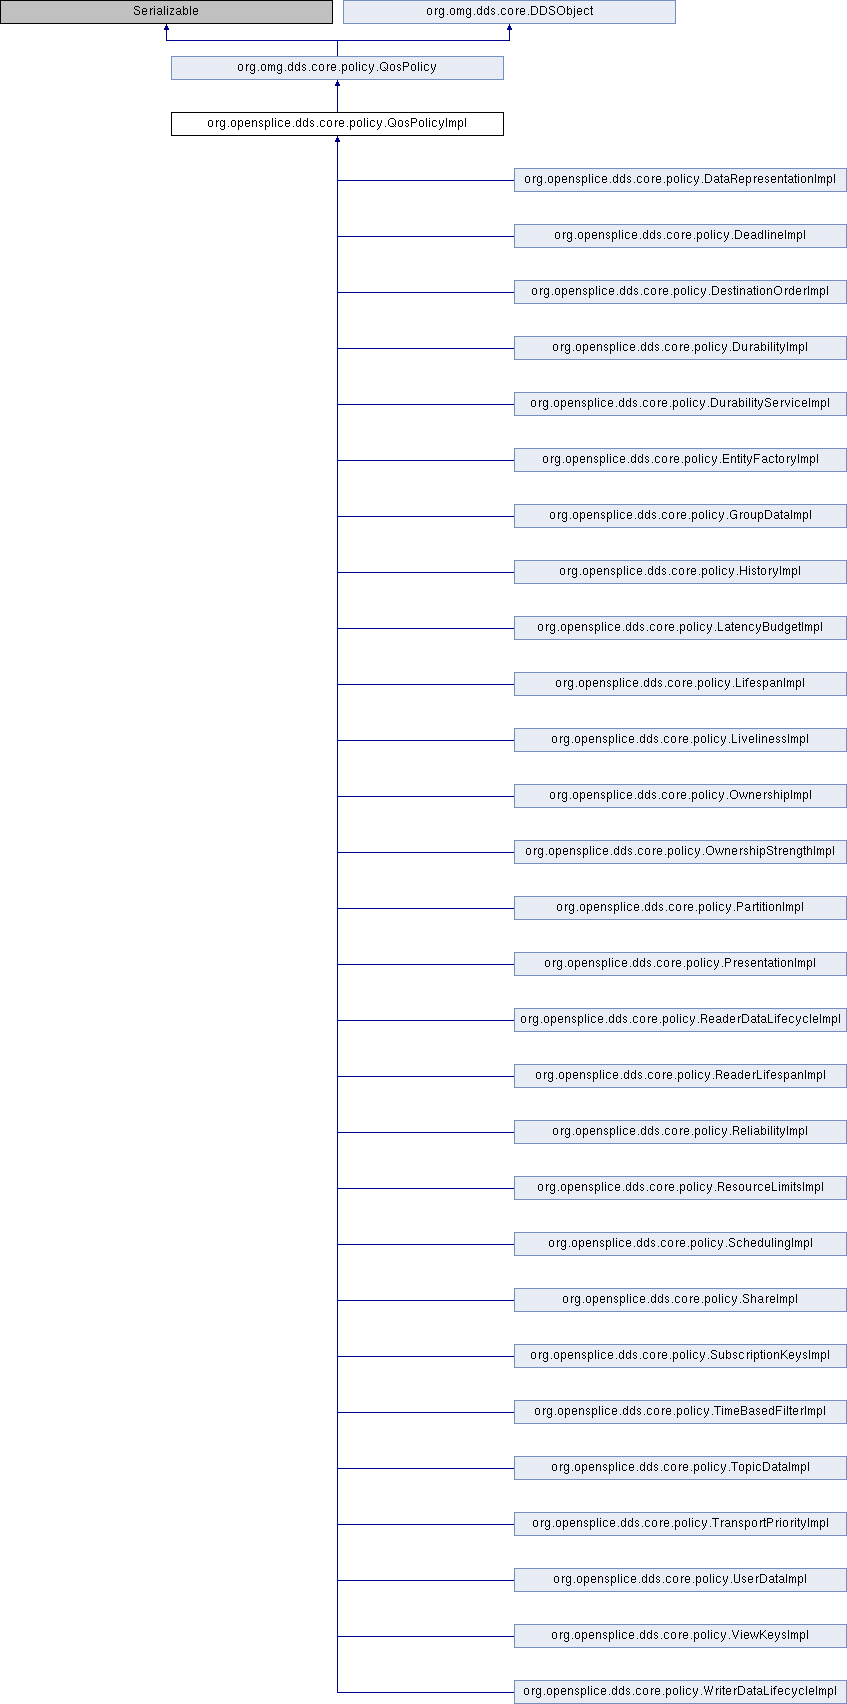 Serializable
org.omg.dds.core.DDSObject
org.omg.dds.core.policy.QosPolicy
org.opensplice.dds.core.policy.QosPolicyImpl
org.opensplice.dds.core.policy.DataRepresentationImpl
org.opensplice.dds.core.policy.DeadlineImpl
org.opensplice.dds.core.policy.DestinationOrderImpl
org.opensplice.dds.core.policy.DurabilityImpl
org.opensplice.dds.core.policy.DurabilityServiceImpl
org.opensplice.dds.core.policy.EntityFactoryImpl
org.opensplice.dds.core.policy.GroupDataImpl
org.opensplice.dds.core.policy.HistoryImpl
org.opensplice.dds.core.policy.LatencyBudgetImpl
org.opensplice.dds.core.policy.LifespanImpl
org.opensplice.dds.core.policy.LivelinessImpl
org.opensplice.dds.core.policy.OwnershipImpl
org.opensplice.dds.core.policy.OwnershipStrengthImpl
org.opensplice.dds.core.policy.PartitionImpl
org.opensplice.dds.core.policy.PresentationImpl
org.opensplice.dds.core.policy.ReaderDataLifecycleImpl
org.opensplice.dds.core.policy.ReaderLifespanImpl
org.opensplice.dds.core.policy.ReliabilityImpl
org.opensplice.dds.core.policy.ResourceLimitsImpl
org.opensplice.dds.core.policy.SchedulingImpl
org.opensplice.dds.core.policy.ShareImpl
org.opensplice.dds.core.policy.SubscriptionKeysImpl
org.opensplice.dds.core.policy.TimeBasedFilterImpl
org.opensplice.dds.core.policy.TopicDataImpl
org.opensplice.dds.core.policy.TransportPriorityImpl
org.opensplice.dds.core.policy.UserDataImpl
org.opensplice.dds.core.policy.ViewKeysImpl
org.opensplice.dds.core.policy.WriterDataLifecycleImpl